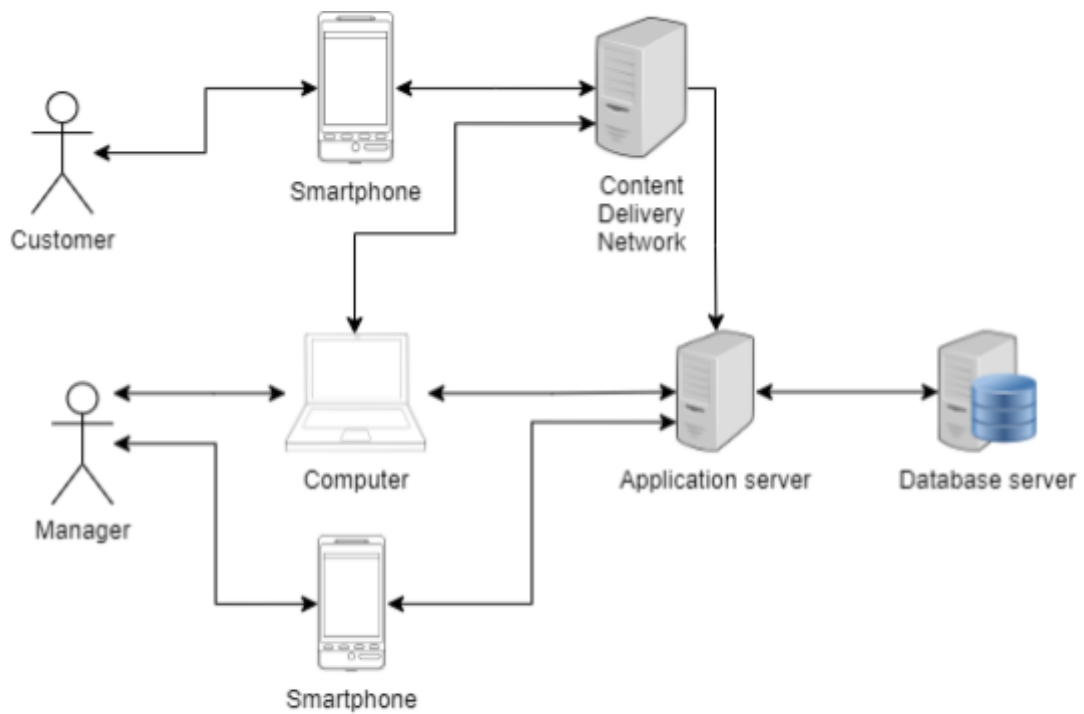 Smartphone
Content
Delivery
Network
Customer
Computer
Application server
Database server
Manager
Smartphone